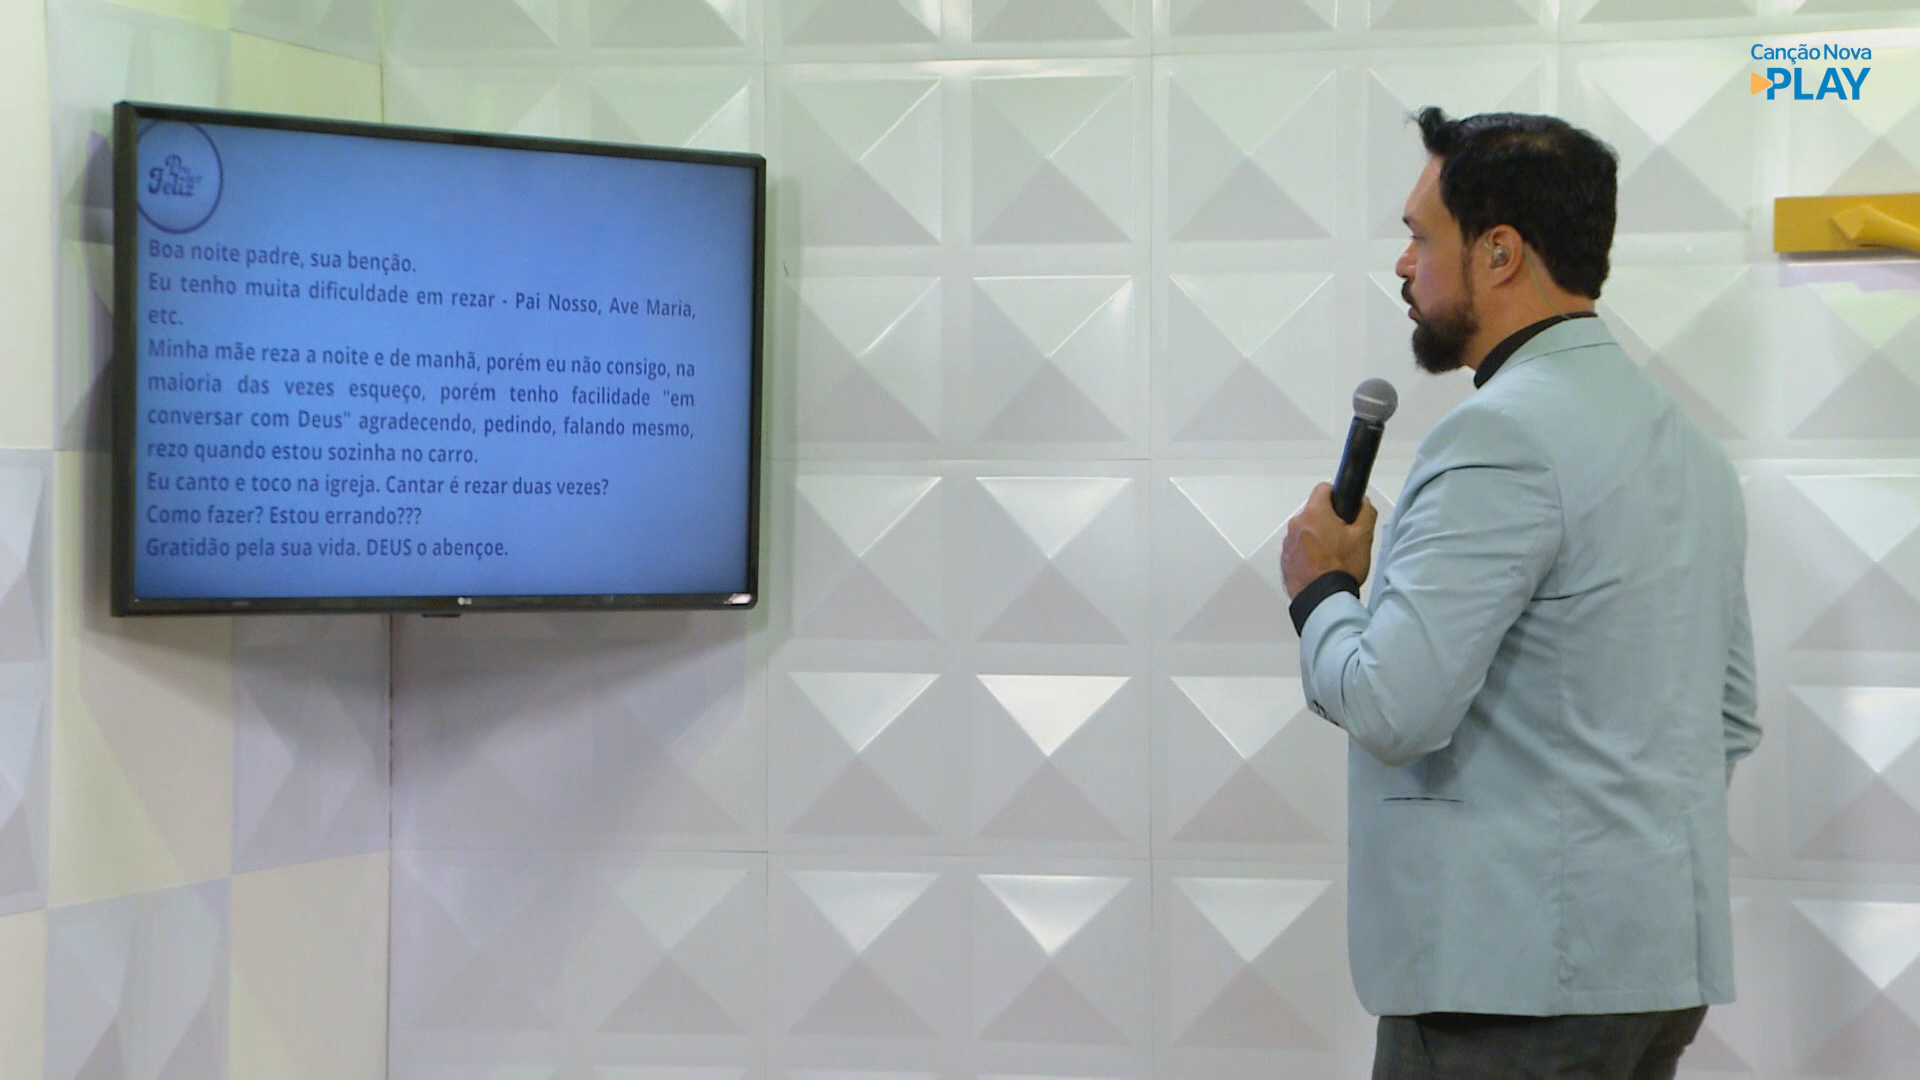 Canção Nova
PLAY
Pra
ser
Feliz
Boa noite padre, sua benção.
Eu tenho muita dificuldade em rezar - Pai Nosso, Ave Maria,
etc.
Minha mãe reza a noite e de manhã, porém eu não consigo, na
maioria das vezes esqueço, porém tenho facilidade "em
conversar com Deus" agradecendo, pedindo, falando mesmo,
rezo quando estou sozinha no carro.
Eu canto e toco na igreja. Cantar é rezar duas vezes?
Como fazer? Estou errando???
Gratidão pela sua vida. DEUS o abençoe.
LG